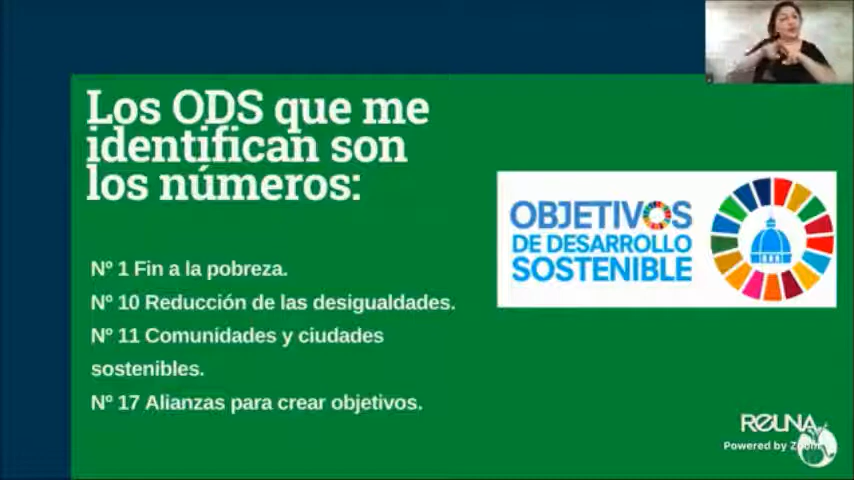 Los ODS que me
identifican son
los números:
Nº 1 Fin a la pobreza.
Nº 10 Reducción de las desigualdades.
Nº 11 Comunidades y ciudades
sostenibles.
Nº 17 Alianzas para crear objetivos.
OBJETIVOS
DE DESARROLLO
SOSTENIBLE
REUNA
Powered by Zoom